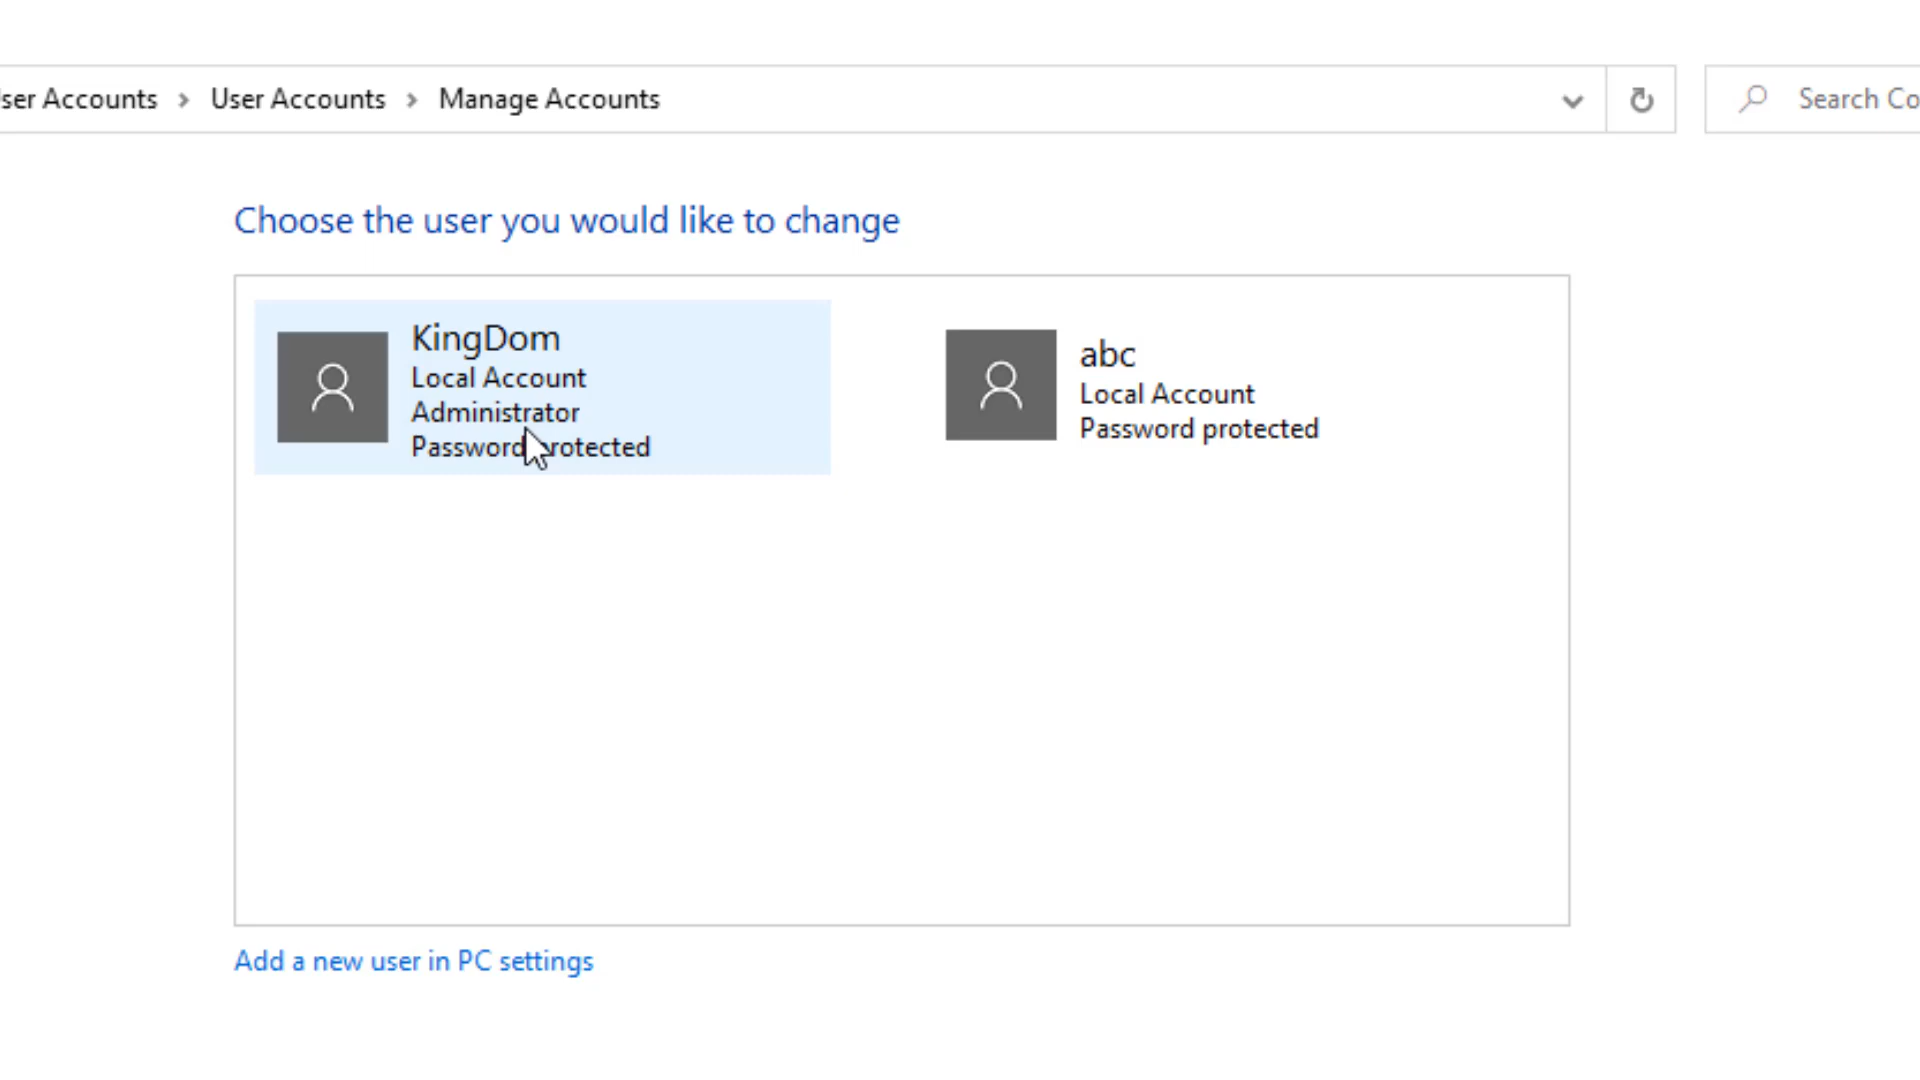 ser Accounts > User Accounts > Manage Accounts
Search Co
Choose the user you would like to change
KingDom
Local Account
Administrator
Password protected
abc
Local Account
Password protected
Add a new user in PC settings